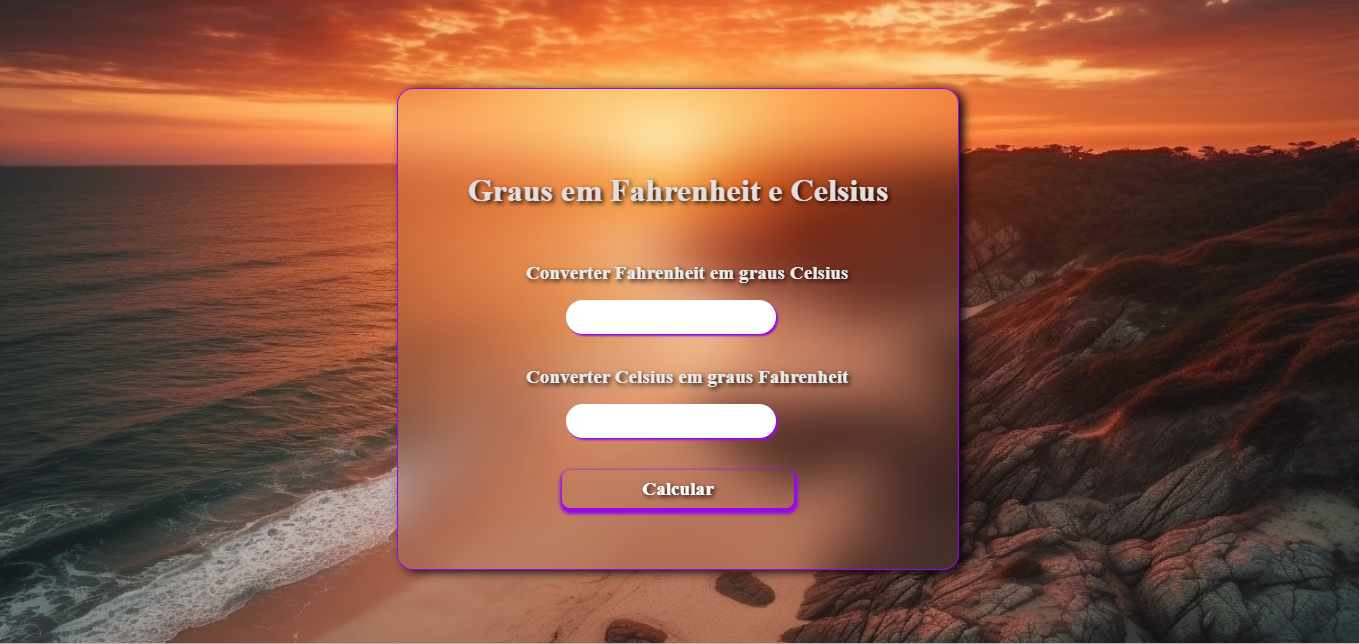 Graus em Fahrenheit e Celsius
Converter Fahrenheit em graus Celsius
Converter Celsius em graus Fahrenheit
Calcular